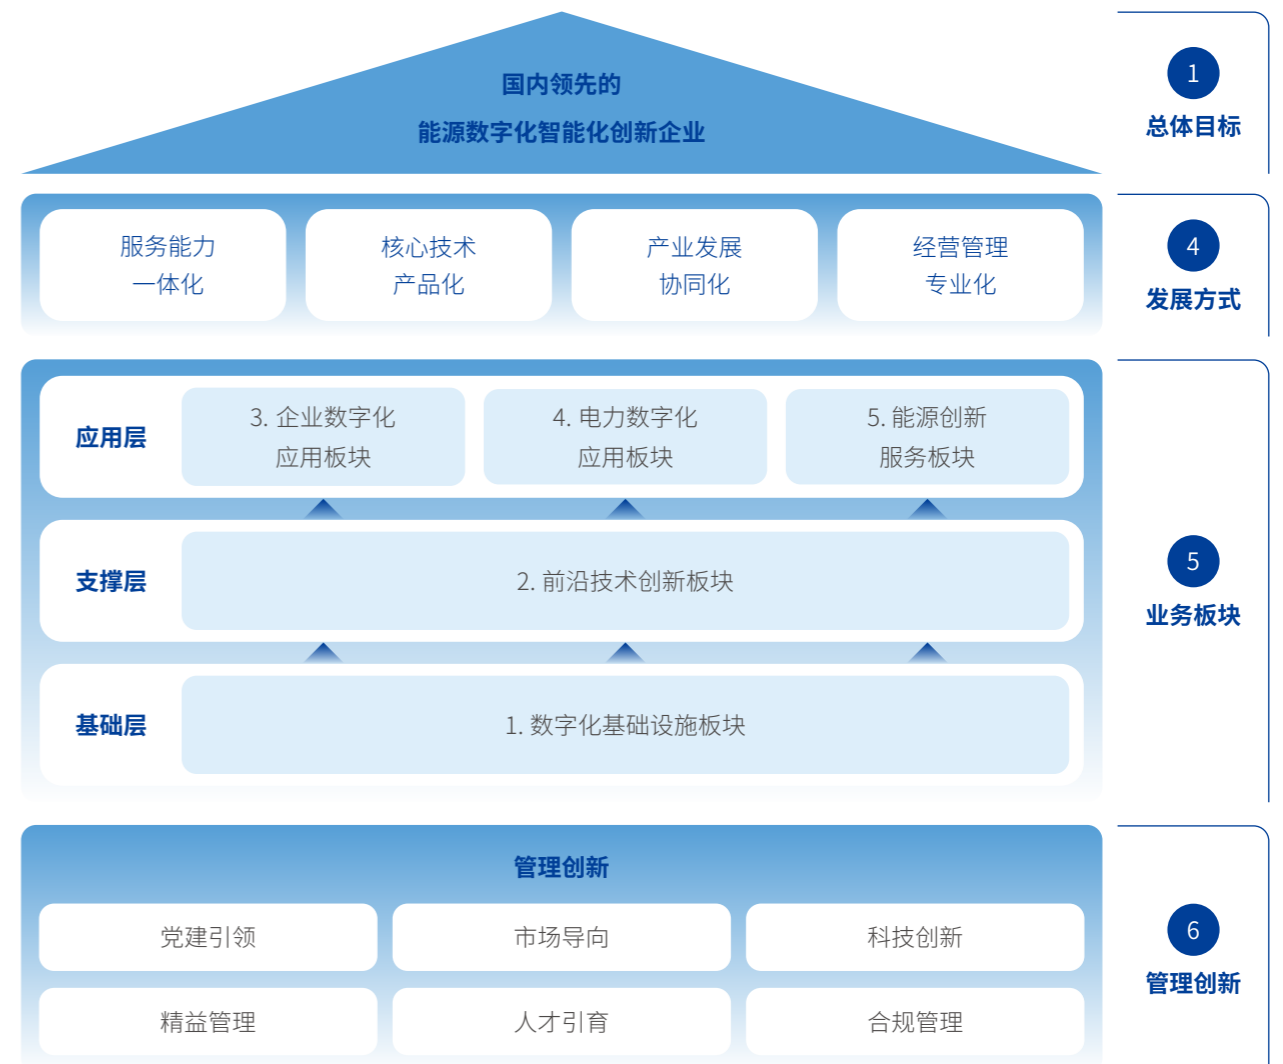 国内领先的
能源数字化智能化创新企业
1
总体目标
服务能力
一体化
核心技术
产品化
产业发展
协同化
经营管理
专业化
4
发展方式
应用层
3. 企业数字化
应用板块
4. 电力数字化
应用板块
5. 能源创新
服务板块
支撑层
2. 前沿技术创新板块
基础层
1. 数字化基础设施板块
5
业务板块
管理创新
党建引领
市场导向
科技创新
精益管理
人才引育
合规管理
6
管理创新